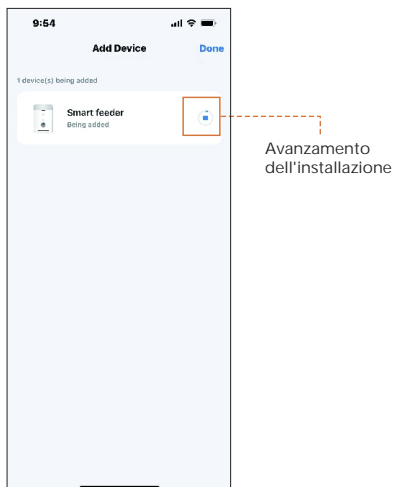 9:54
Add Device
Done
1 device(s) being added
Smart feeder
Being added
Avanzamento
dell'installazione